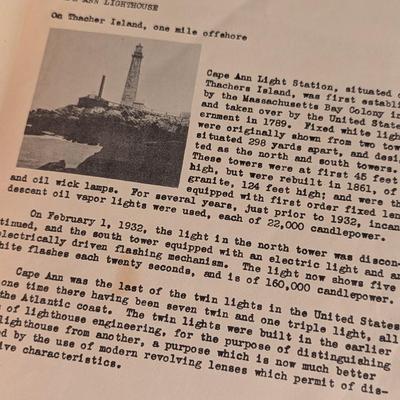 ANN LIGHTHOUSE
On Thacher Island, one mile offshore
Cape Ann Light Station, situated
Thachers Island, was first establi
by the Massachusetts Bay Colony in
and taken over by the United State
ernment in 1789. Fixed white ligh
were originally shown from two tow
situated 298 yards apart, and desi
ted as the north and south towers.
These towers were at first 45 feet
high, but were rebuilt in 1861, of
granite, 124 feet high; and were th
equipped with first order fixed len
and oil wick lamps. For several years, just prior to 1932, incan
descent oil vapor lights were used, each of 22,000 candlepower.
On February 1, 1932, the light in the north tower was discon-
tinued, and the south tower equipped with an electric light and an
electrically driven flashing mechanism. The light now shows five
hite flashes each twenty seconds, and is of 160,000 candlepower.
Cape Ann was the last of the twin lights in the United States
one time there having been seven twin and one triple light, all
the Atlantic coast. The twin lights were built in the earlier
s of lighthouse engineering, for the purpose of distinguishing
lighthouse from another, a purpose which is now much better
ed by the use of modern revolving lenses which permit of dis-
ive characteristics.